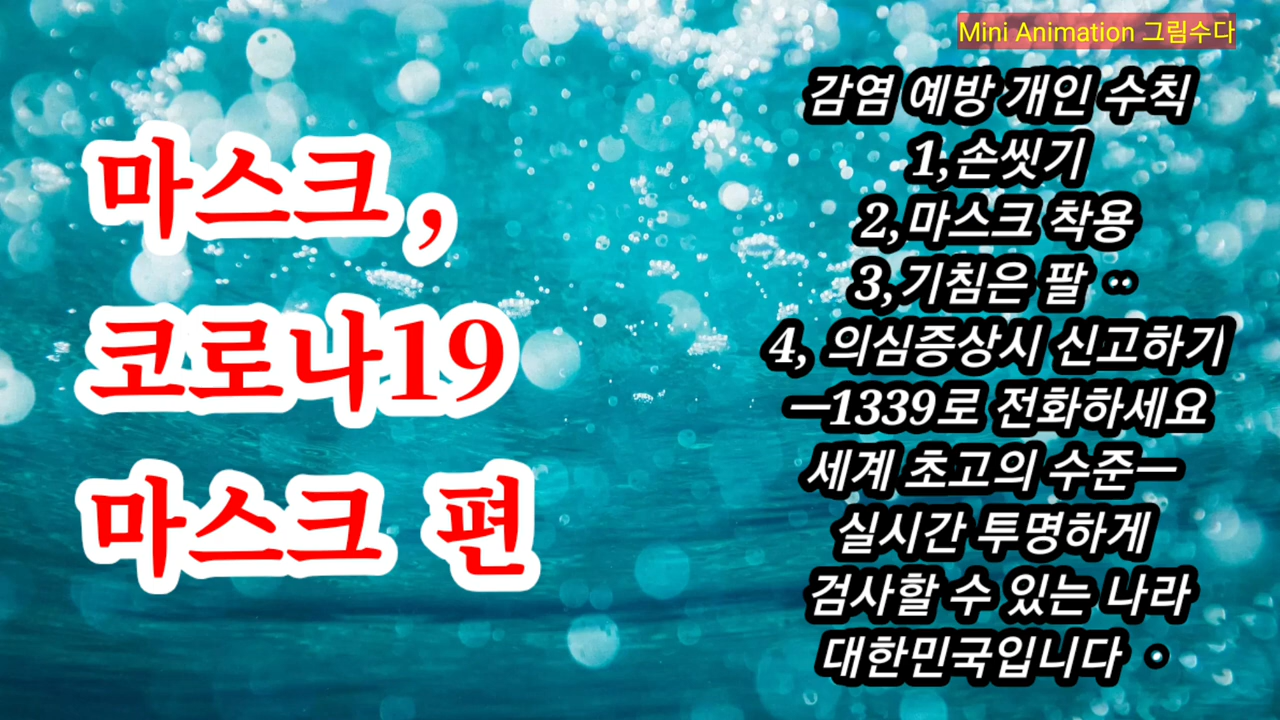 Mini Animation 그림수다
마스크,
코로나19
마스크 편
감염 예방 개인 수칙
1,손씻기
2,마스크 착용
3,기침은 팔 ··
4, 의심증상시 신고하기
ㅡ1339로 전화하세요
세계 초고의 수준ㅡ
실시간 투명하게
검사할 수 있는 나라
대한민국입니다 。